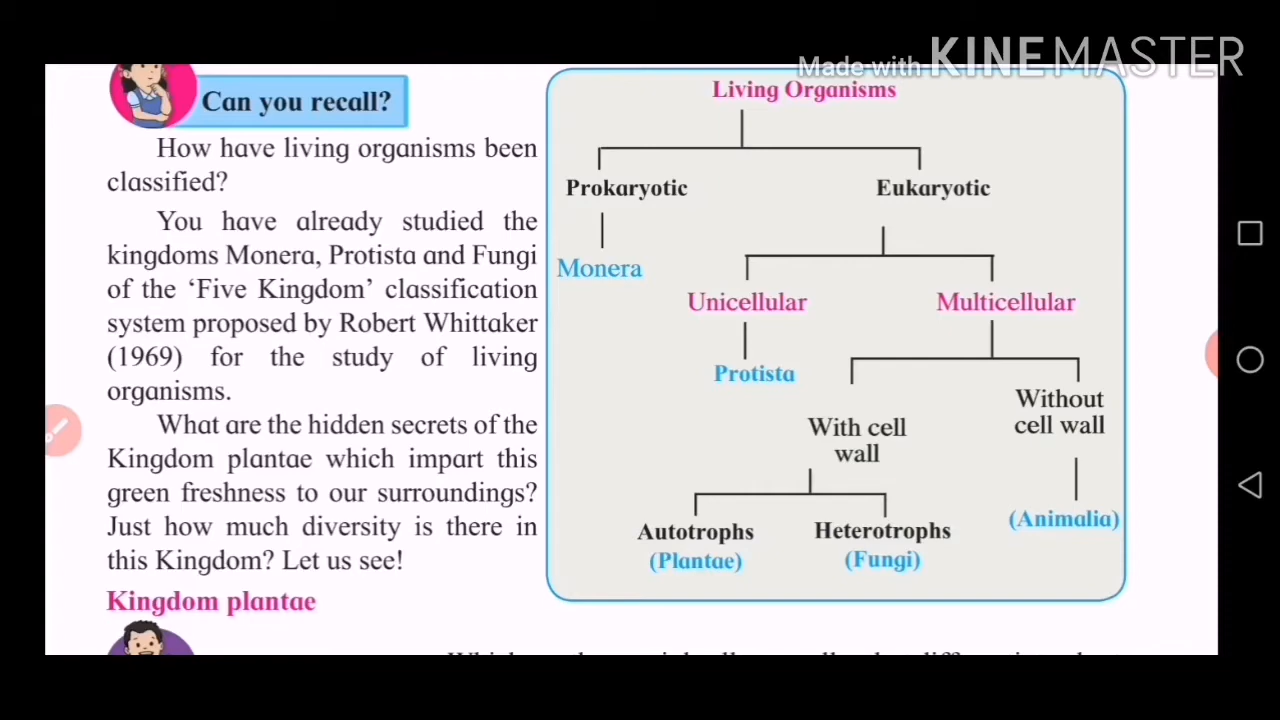 Made with KINEMASTER
Can you recall?
How have living organisms been
classified?
You have already studied the
kingdoms Monera, Protista and Fungi
of the ‘Five Kingdom’ classification
system proposed by Robert Whittaker
(1969) for the study of living
organisms.
What are the hidden secrets of the
Kingdom plantae which impart this
green freshness to our surroundings?
Just how much diversity is there in
this Kingdom? Let us see!
Kingdom plantae
Living Organisms
Prokaryotic
Eukaryotic
Monera
Unicellular
Multicellular
Protista
With cell
wall
Without
cell wall
Autotrophs
(Plantae)
Heterotrophs
(Fungi)
(Animalia)